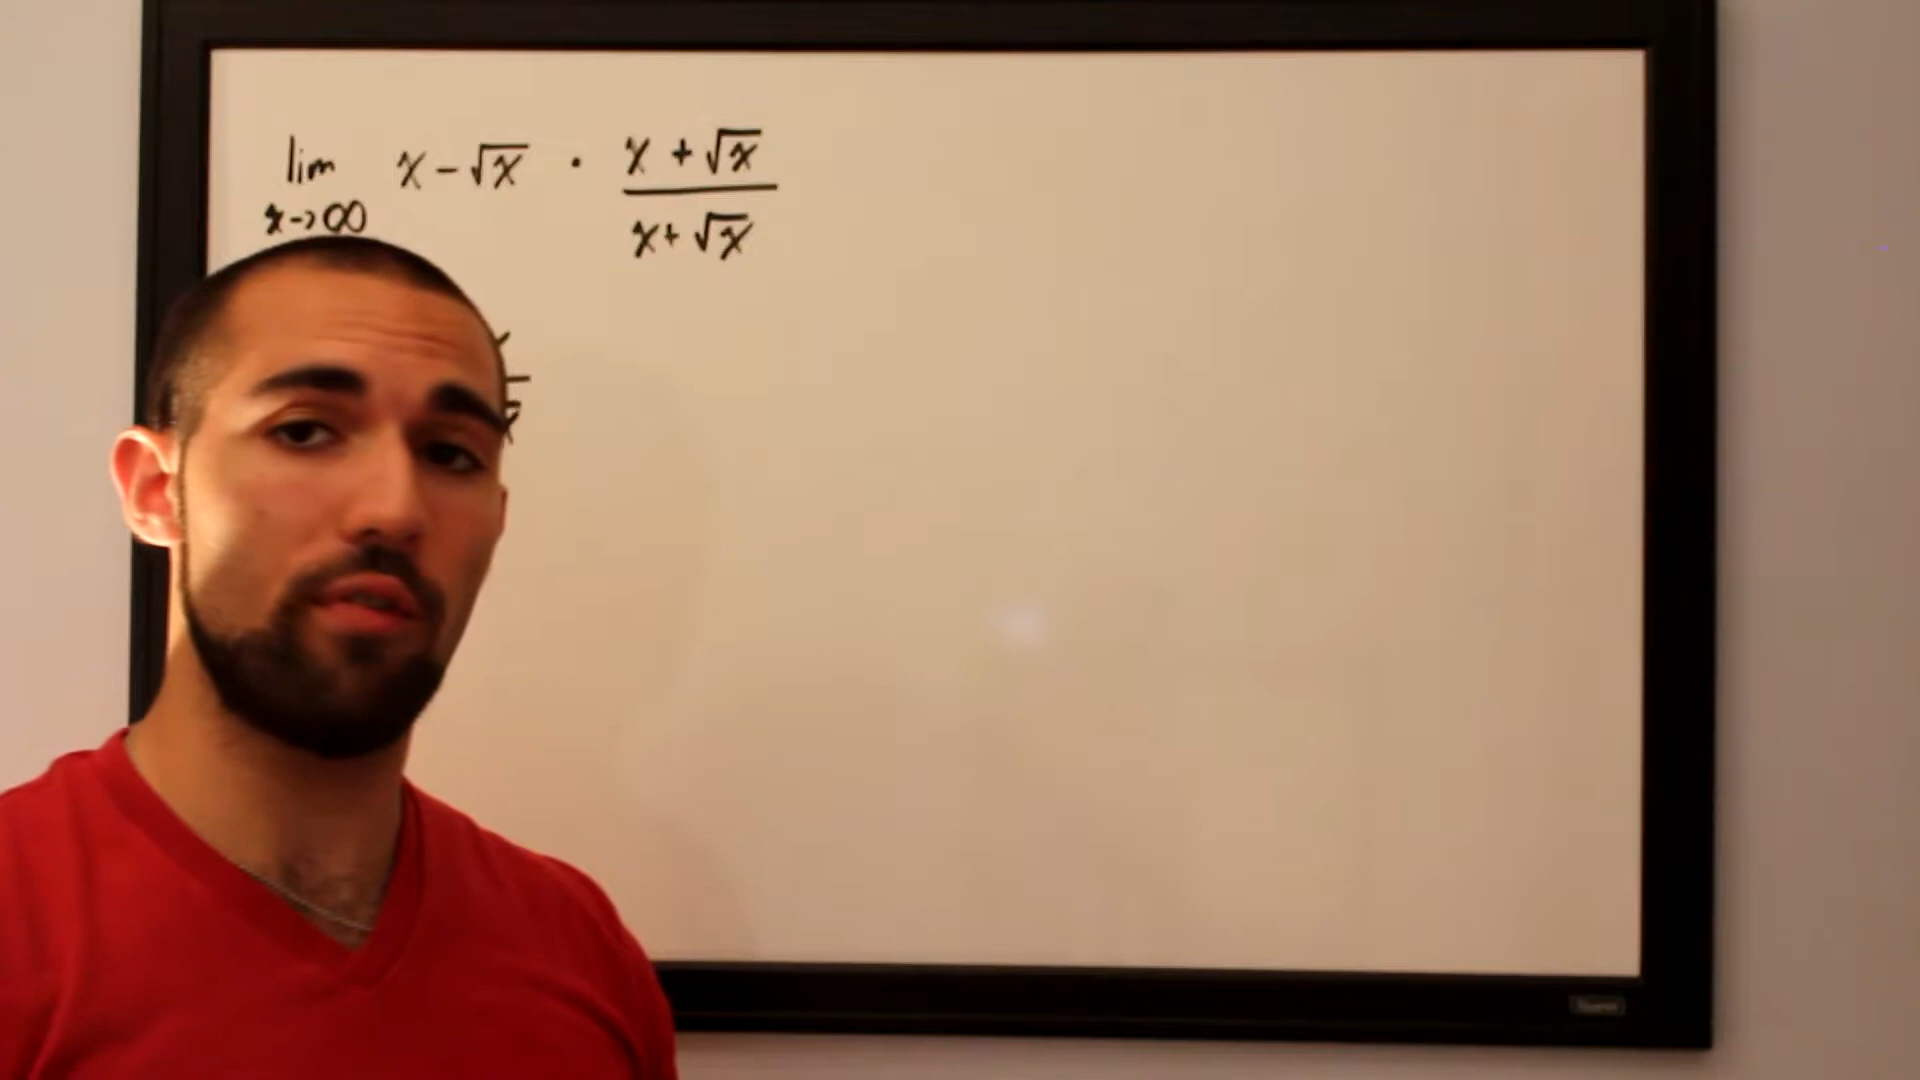 lim x - √x · x + √x
x→∞ x + √x